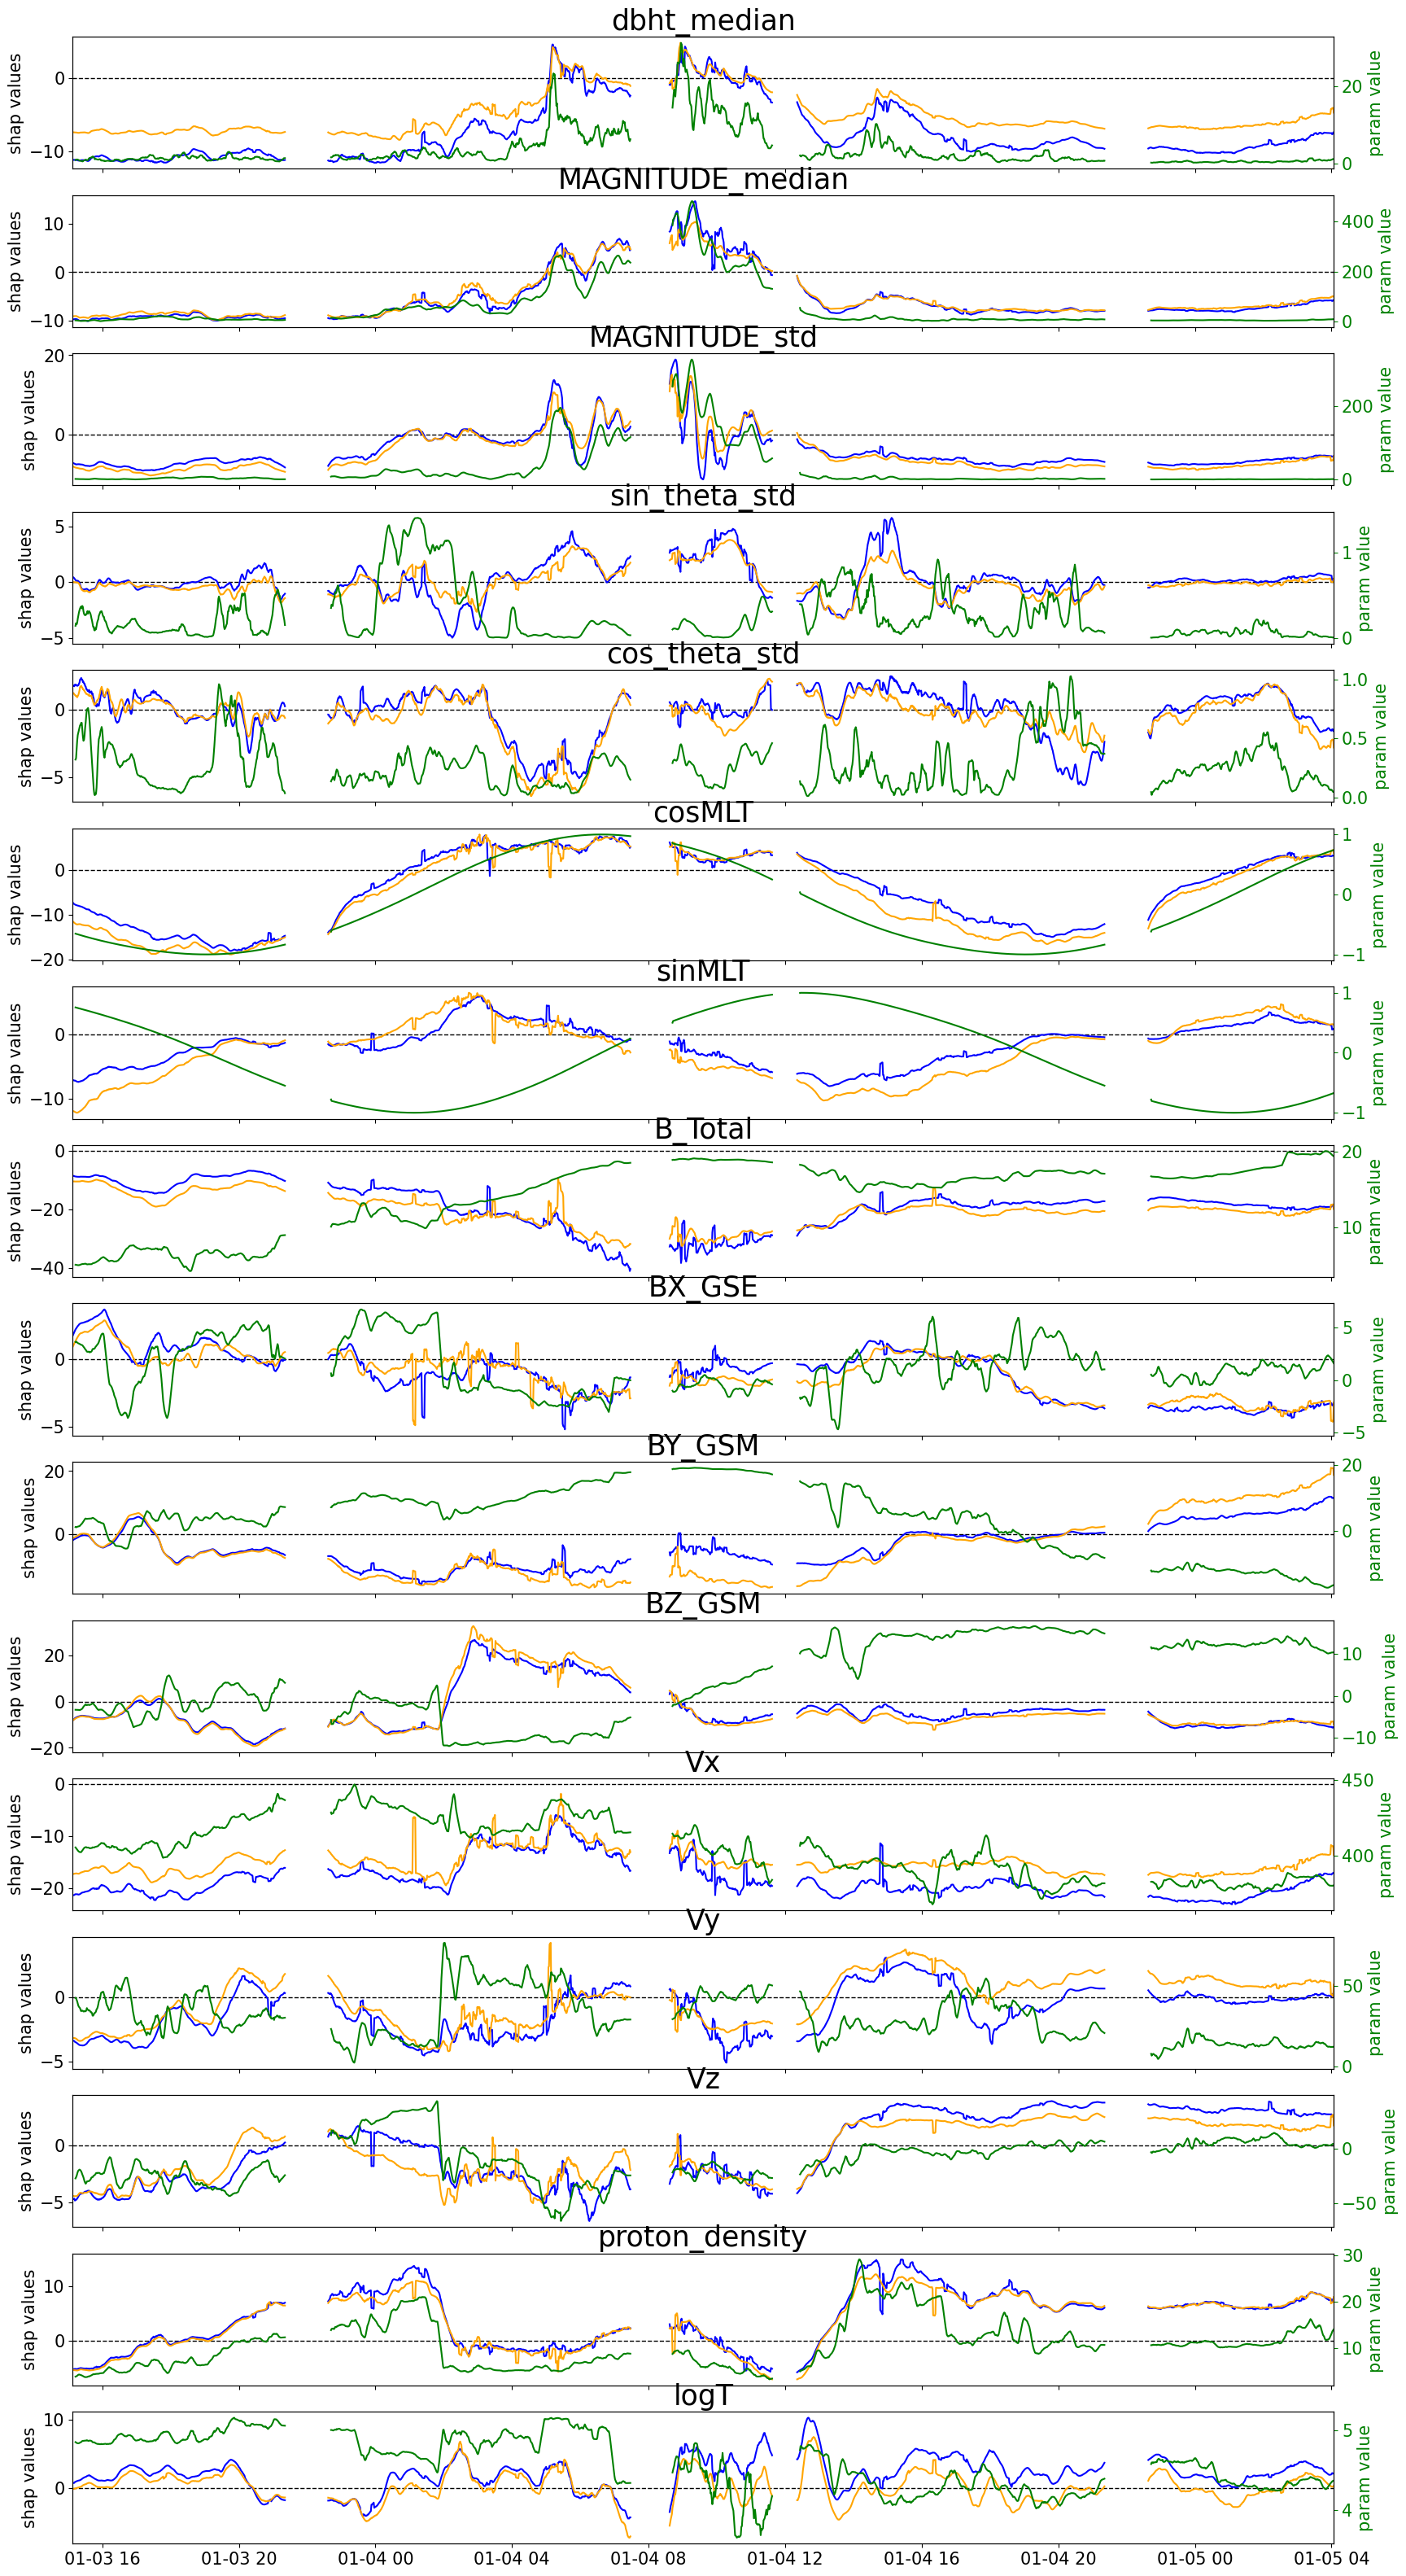 dbht_median
shap values
0
−10
20
0
param value
MAGNITUDE_median
shap values
10
0
−10
400
200
0
param value
MAGNITUDE_std
shap values
20
0
200
0
param value
sin_theta_std
shap values
5
0
−5
1
0
param value
cos_theta_std
shap values
0
−5
1.0
0.5
0.0
param value
cosMLT
shap values
0
−10
−20
1
0
−1
param value
sinMLT
shap values
0
−10
1
0
−1
param value
B_Total
shap values
0
−20
−40
20
10
param value
BX_GSE
shap values
0
−5
5
0
−5
param value
BY_GSM
shap values
20
0
20
0
param value
BZ_GSM
shap values
20
0
−20
10
0
−10
param value
Vx
shap values
0
−10
−20
450
400
param value
Vy
shap values
0
−5
50
0
param value
Vz
shap values
0
−5
0
−50
param value
proton_density
shap values
10
0
30
20
10
param value
logT
shap values
10
0
5
4
param value
01-03 16 01-03 20 01-04 00 01-04 04 01-04 08 01-04 12 01-04 16 01-04 20 01-05 00 01-05 04